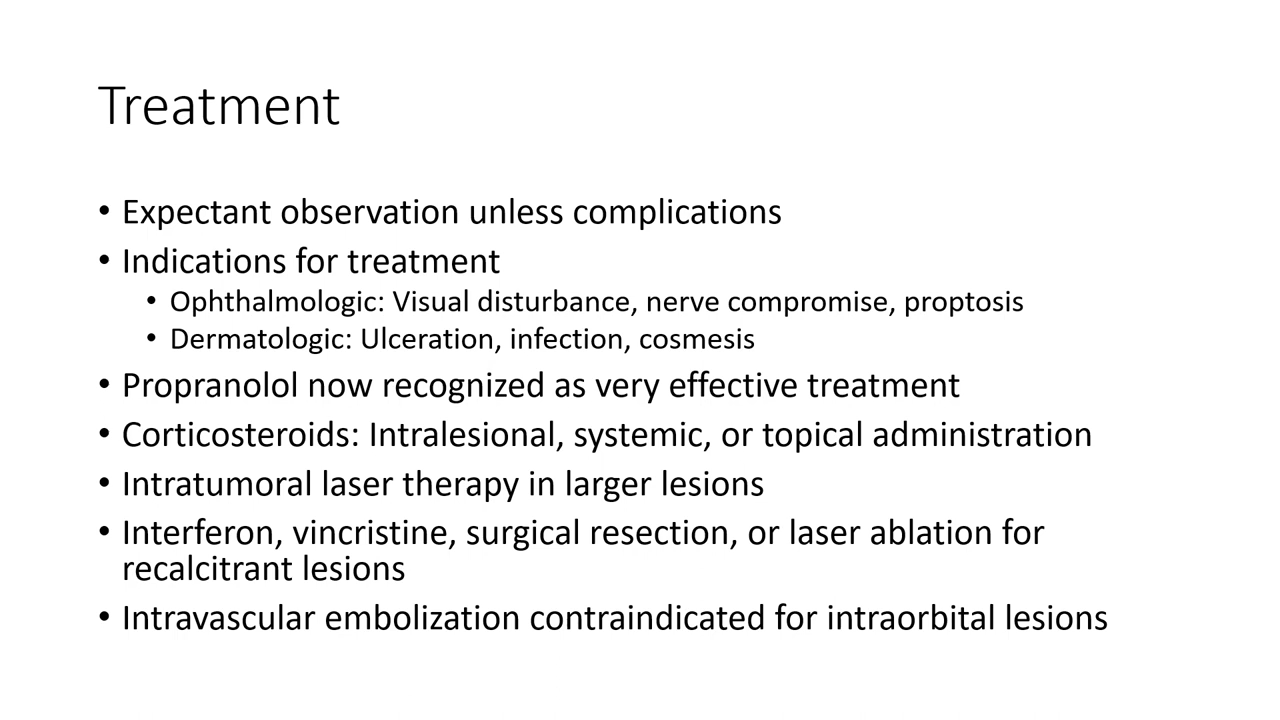 Treatment
• Expectant observation unless complications
• Indications for treatment
• Ophthalmologic: Visual disturbance, nerve compromise, proptosis
• Dermatologic: Ulceration, infection, cosmesis
• Propranolol now recognized as very effective treatment
• Corticosteroids: Intralesional, systemic, or topical administration
• Intratumoral laser therapy in larger lesions
• Interferon, vincristine, surgical resection, or laser ablation for
recalcitrant lesions
• Intravascular embolization contraindicated for intraorbital lesions